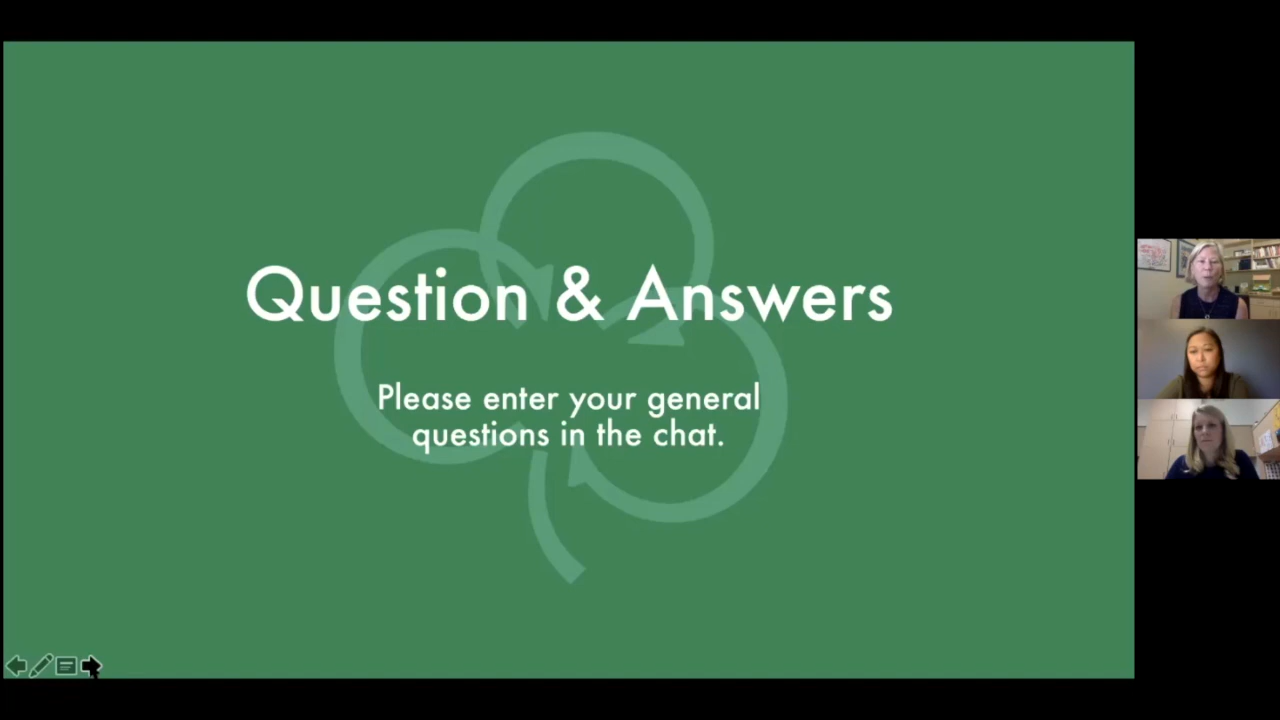 Question & Answers
Please enter your general
questions in the chat.